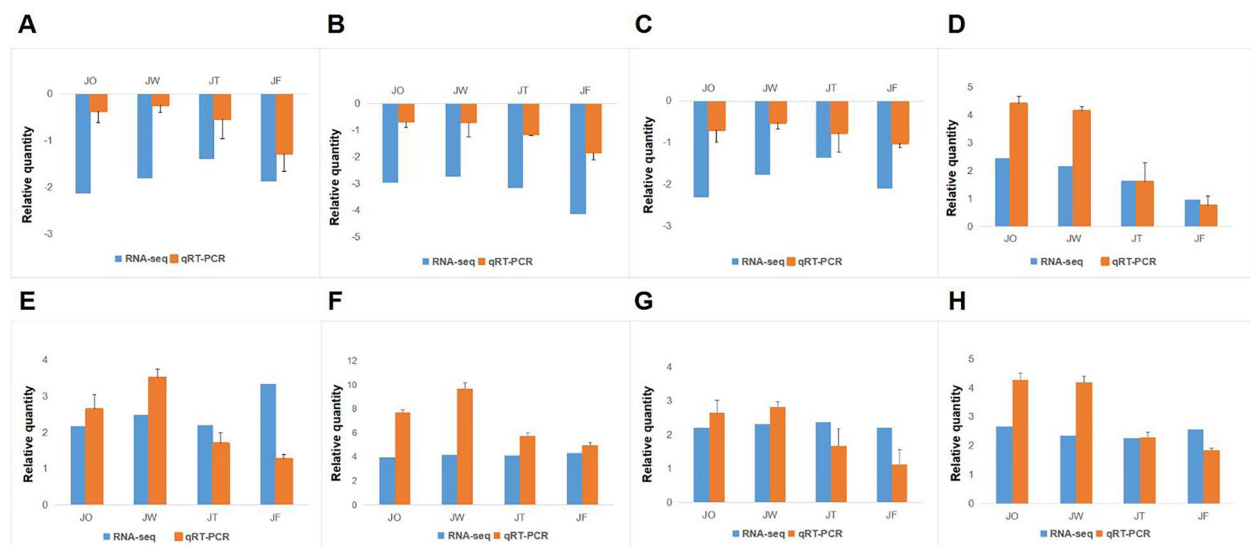 A
Relative quantity
JO JW JT JF
0
-1
-2
-3
RNA-seq qRT-PCR
B
Relative quantity
JO JW JT JF
0
-1
-2
-3
-4
-5
RNA-seq qRT-PCR
C
Relative quantity
JO JW JT JF
0
-1
-2
-3
RNA-seq qRT-PCR
D
Relative quantity
5
4
3
2
1
0
JO JW JT JF
RNA-seq qRT-PCR
E
Relative quantity
4
3
2
1
0
JO JW JT JF
RNA-seq qRT-PCR
F
Relative quantity
12
10
8
6
4
2
0
JO JW JT JF
RNA-seq qRT-PCR
G
Relative quantity
4
3
2
1
0
JO JW JT JF
RNA-seq qRT-PCR
H
Relative quantity
5
4
3
2
1
0
JO JW JT JF
RNA-seq qRT-PCR